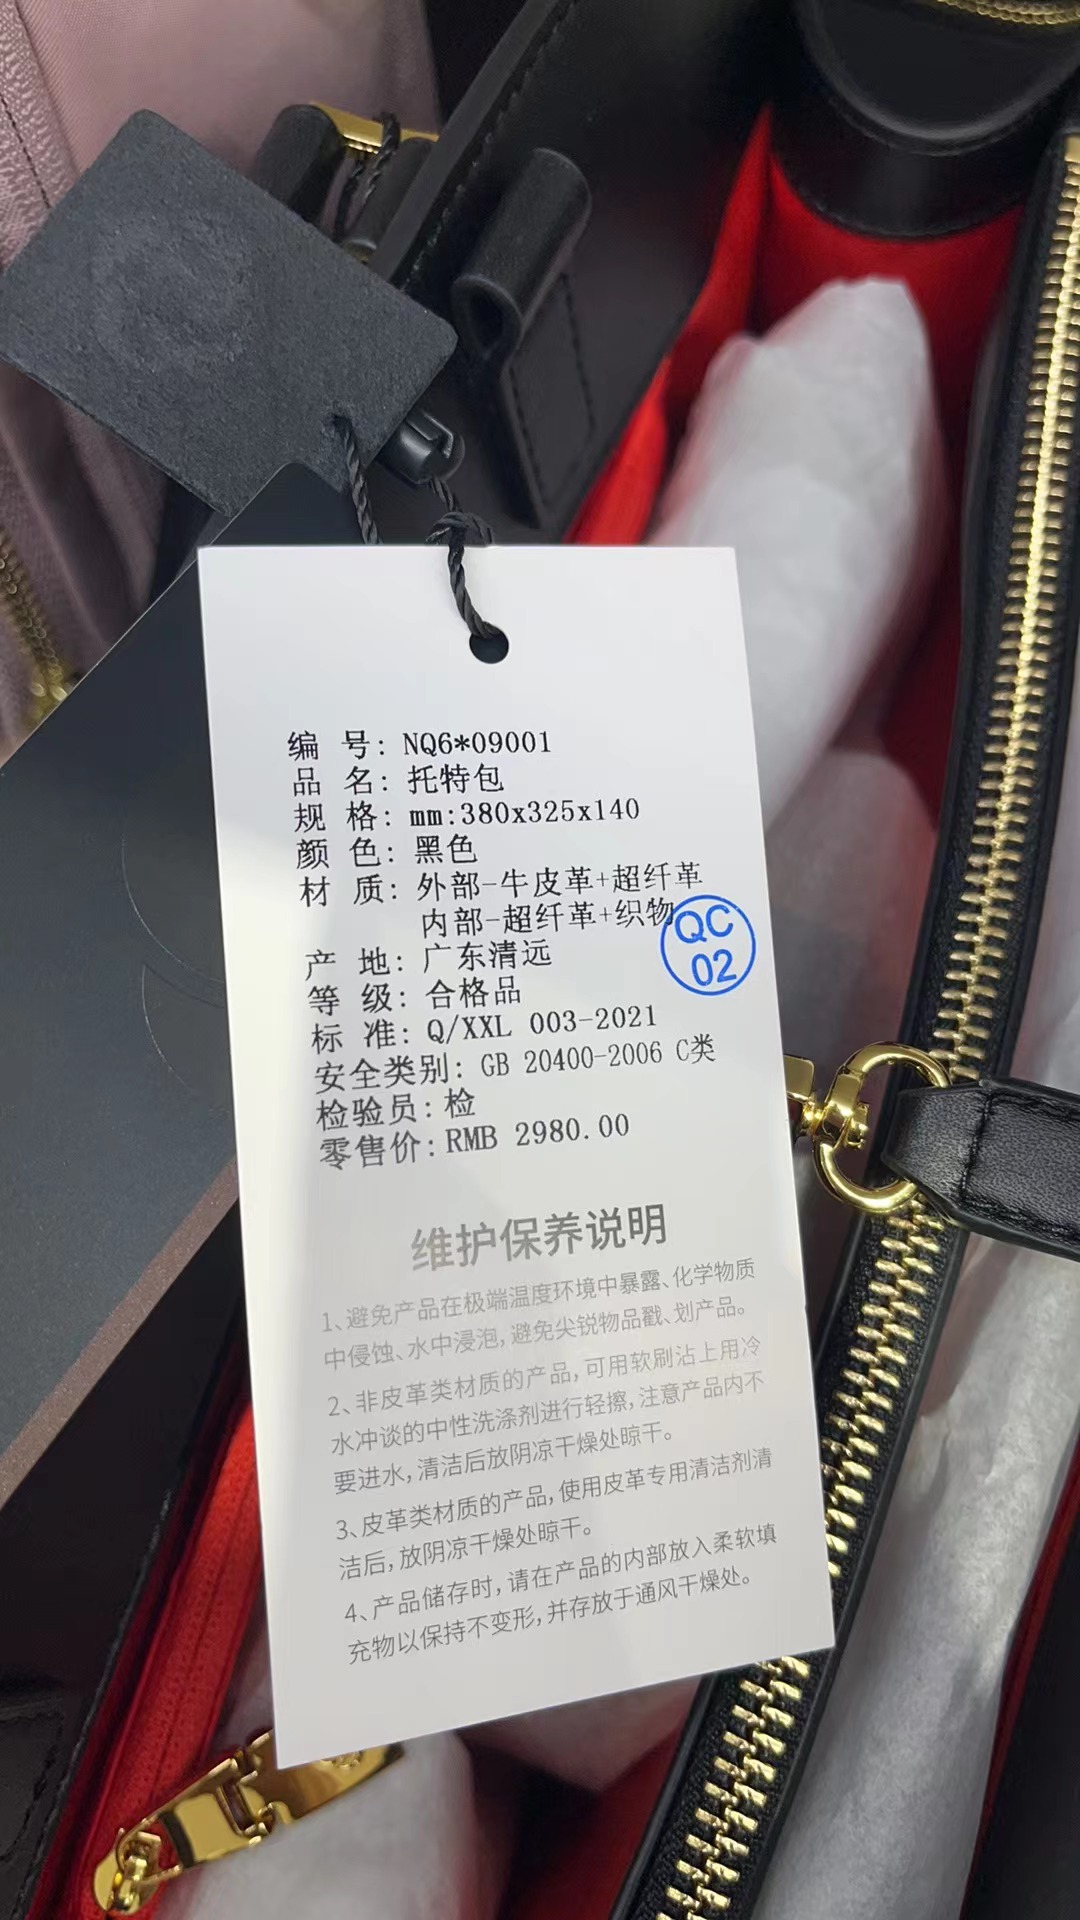 编 号: NQ6*09001
品 名: 托特包
规 格: mm:380x325x140
颜 色: 黑色
材 质: 外部-牛皮革+超纤革
内部-超纤革+织物
QC
02
产 地: 广东清远
等 级: 合格品
标 准: Q/XXL 003-2021
安全类别: GB 20400-2006 C类
检验员: 检
零售价: RMB 2980.00
维护保养说明
1、避免产品在极端温度环境中暴露、化学物质
中侵蚀、水中浸泡, 避免尖锐物品戳、划产品。
2、非皮革类材质的产品, 可用软刷沾上用冷
水冲谈的中性洗涤剂进行轻擦, 注意产品内不
要进水, 清洁后放阴凉干燥处晾干。
3、皮革类材质的产品, 使用皮革专用清洁剂清
洁后, 放阴凉干燥处晾干。
4、产品储存时, 请在产品的内部放入柔软填
充物以保持不变形, 并存放于通风干燥处。